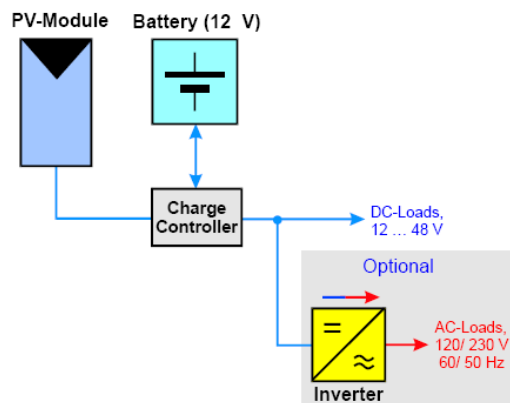 PV-Module
Battery (12 V)
Charge
Controller
DC-Loads,
12 ... 48 V
Optional
AC-Loads,
120/ 230 V
60/ 50 Hz
Inverter